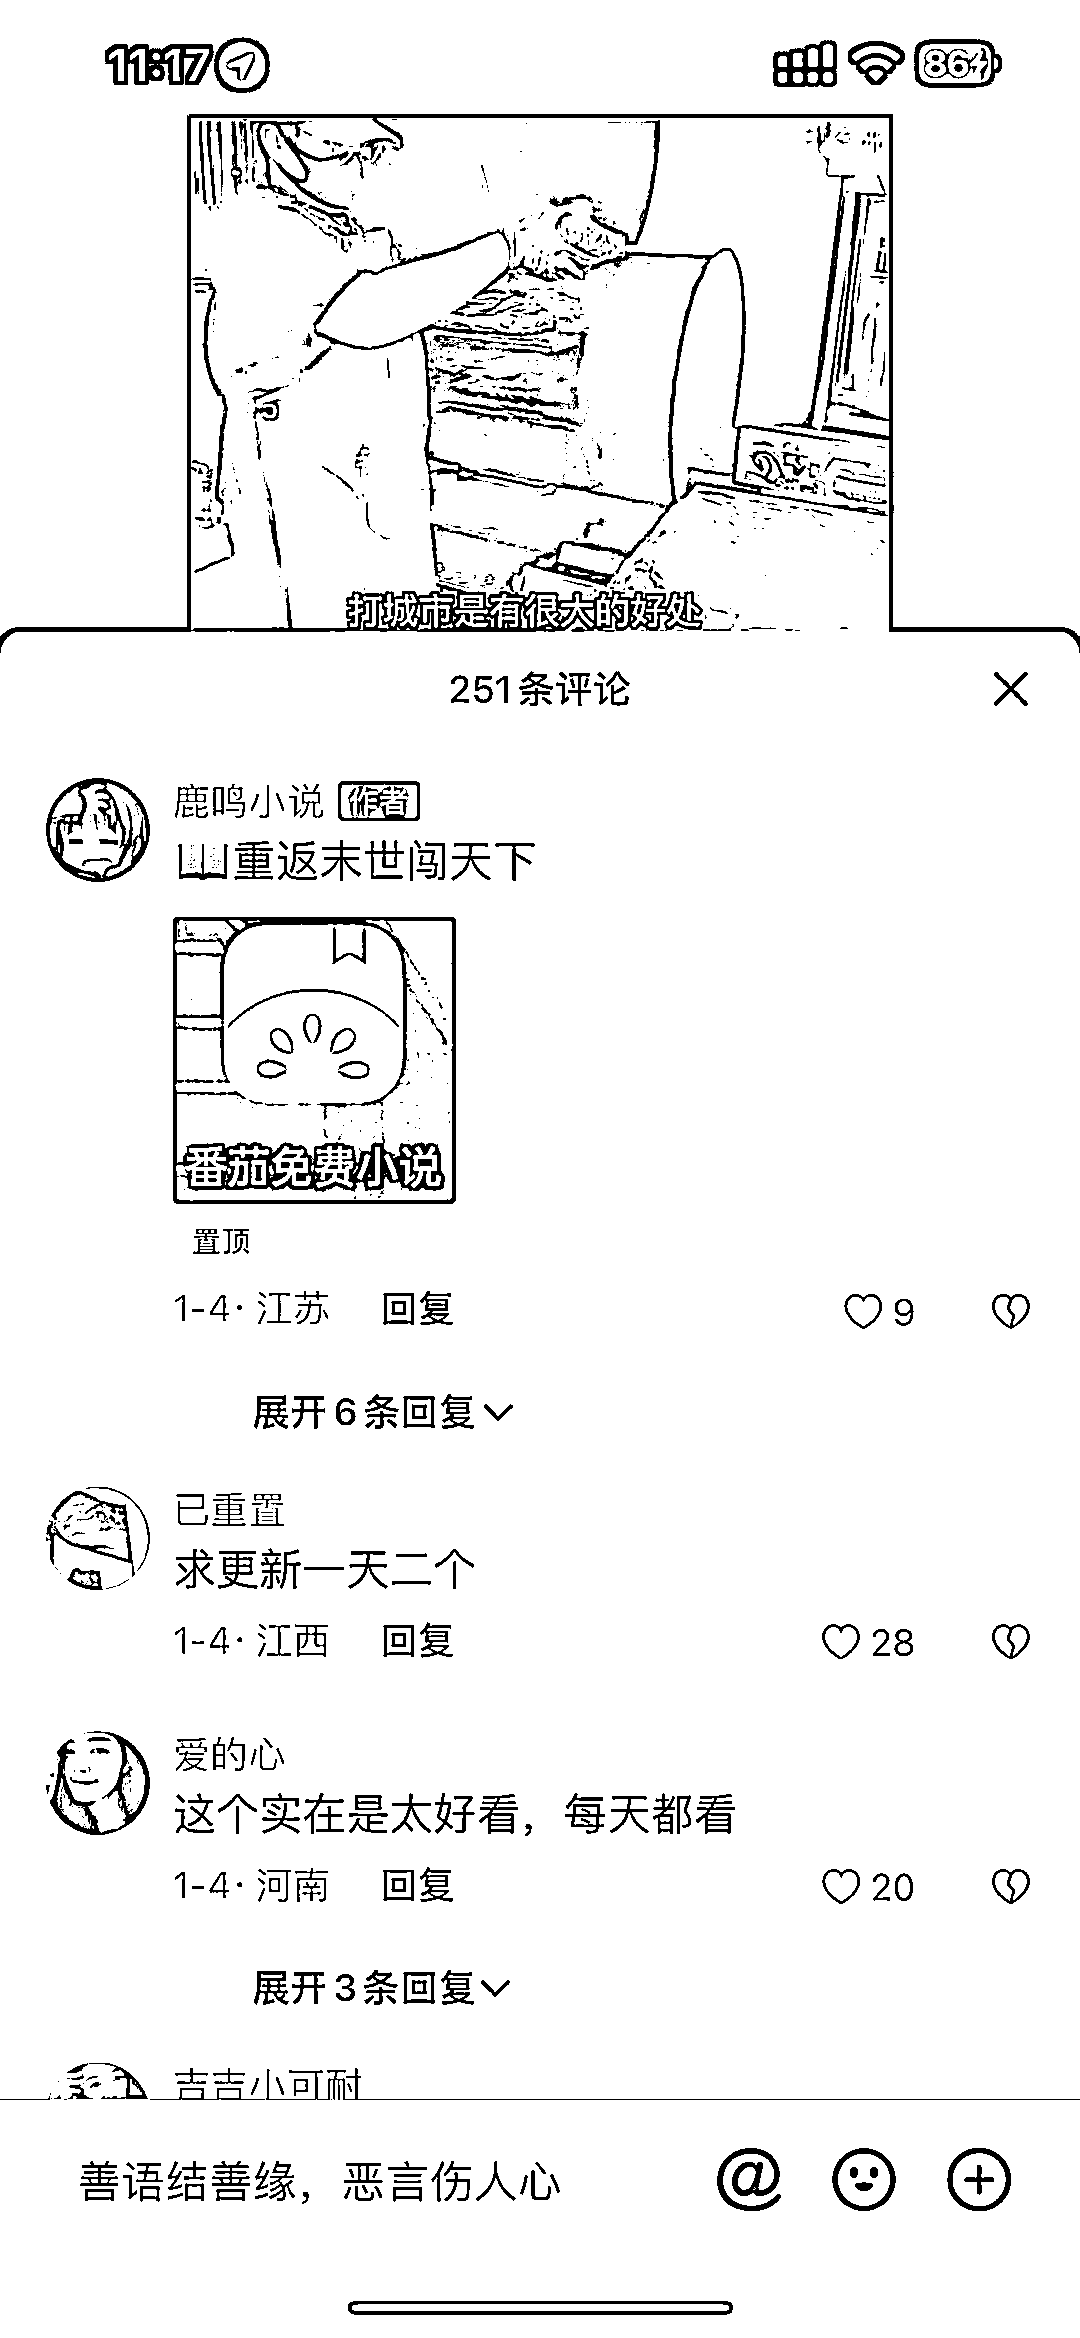 11:17
86
打城市是有很大的好处
251条评论
鹿鸣小说 作者
重返末世闯天下
番茄免费小说
置顶
1-4·江苏 回复 9
展开6条回复
已重置
求更新一天二个
1-4·江西 回复 28
爱的心
这个实在是太好看，每天都看
1-4·河南 回复 20
展开3条回复
吉吉小可耐
善语结善缘，恶言伤人心